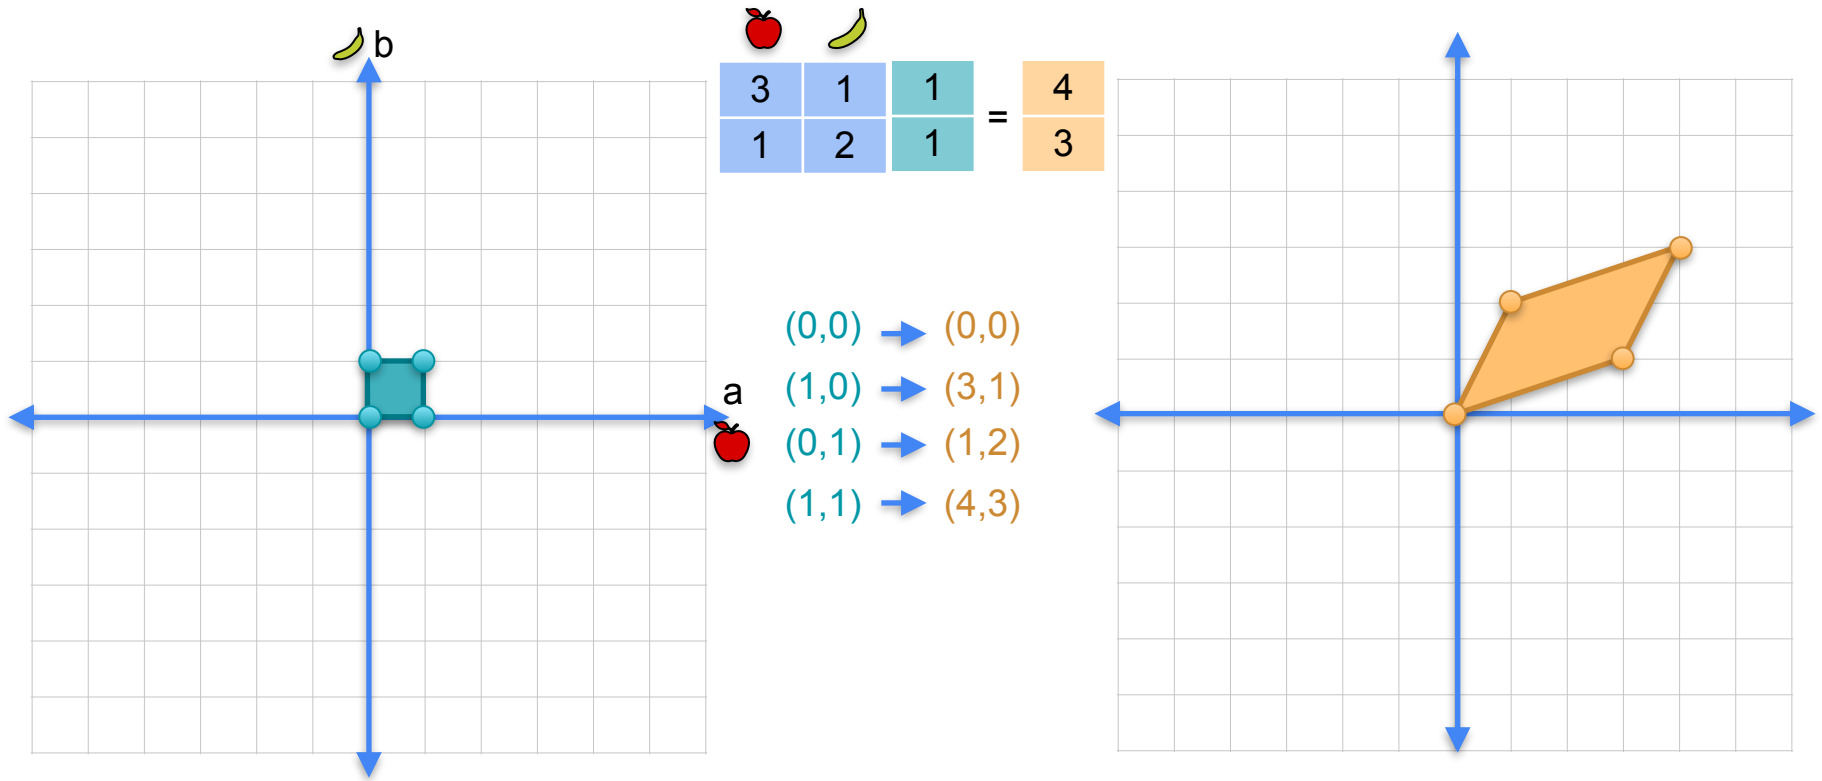 b
3 1 1 = 4
1 2 1 3
a
(0,0) (0,0)
(1,0) (3,1)
(0,1) (1,2)
(1,1) (4,3)